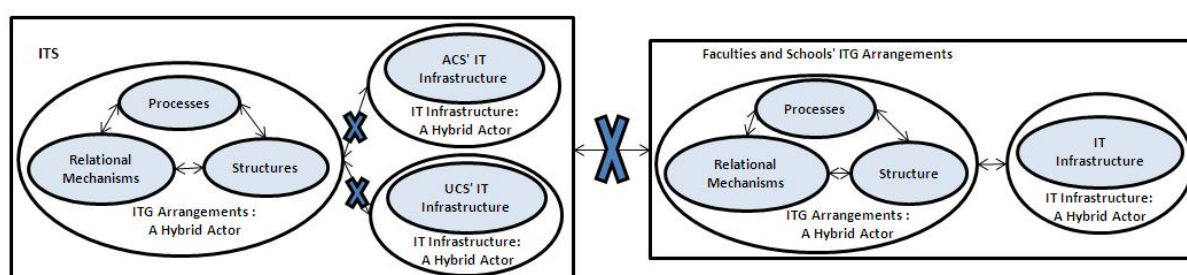 ITS
Processes
Relational
Mechanisms
Structures
ITG Arrangements :
A Hybrid Actor
ACS' IT
Infrastructure
IT Infrastructure:
A Hybrid Actor
UCS' IT
Infrastructure
IT Infrastructure:
A Hybrid Actor
Faculties and Schools' ITG Arrangements
Processes
Relational
Mechanisms
Structure
ITG Arrangements :
A Hybrid Actor
IT
Infrastructure
IT Infrastructure:
A Hybrid Actor